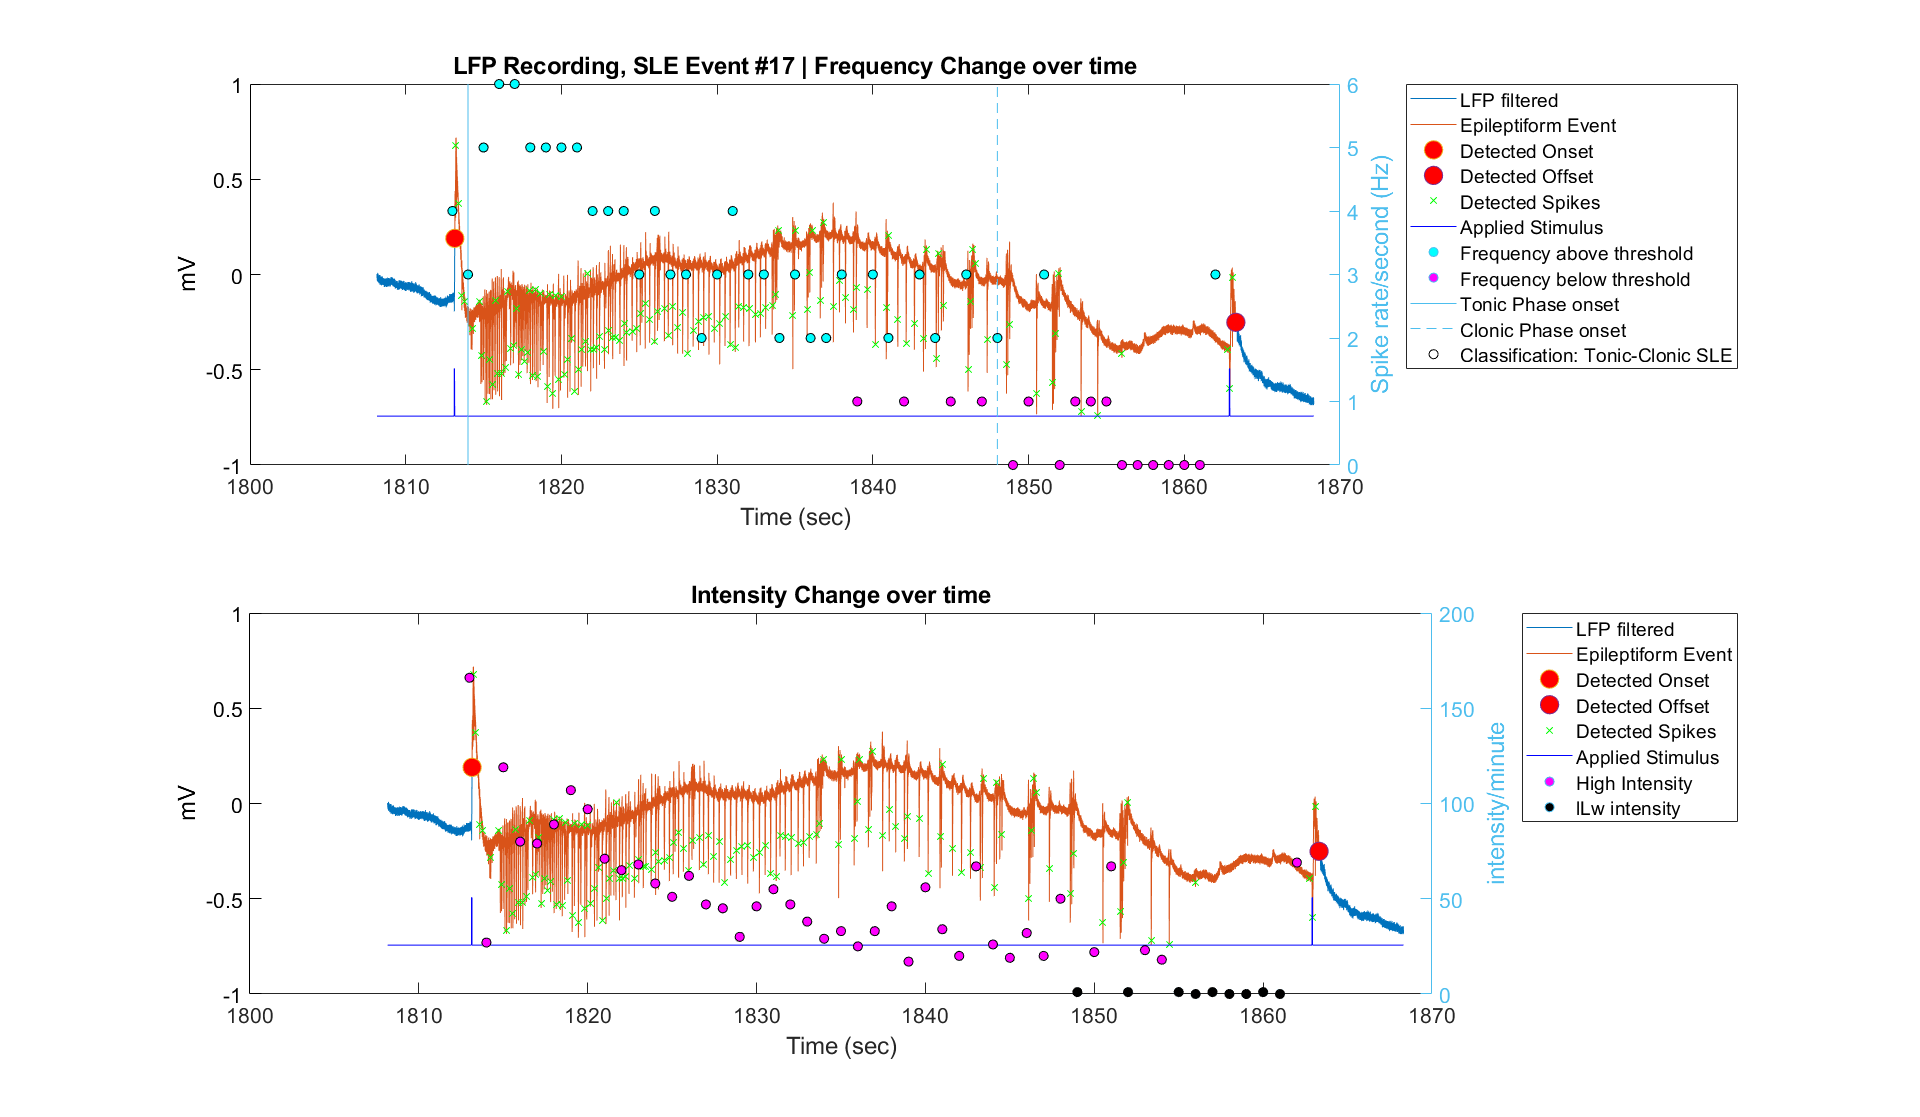 LFP Recording, SLE Event #17 | Frequency Change over time
1
0.5
0
-0.5
-1
mV
1800 1810 1820 1830 1840 1850 1860 1870
Time (sec)
6
5
4
3
2
1
0
Spike rate/second (Hz)
LFP filtered
Epileptiform Event
Detected Onset
Detected Offset
Detected Spikes
Applied Stimulus
Frequency above threshold
Frequency below threshold
Tonic Phase onset
Clonic Phase onset
Classification: Tonic-Clonic SLE
Intensity Change over time
1
0.5
0
-0.5
-1
mV
1800 1810 1820 1830 1840 1850 1860 1870
Time (sec)
200
150
100
50
0
intensity/minute
LFP filtered
Epileptiform Event
Detected Onset
Detected Offset
Detected Spikes
Applied Stimulus
High Intensity
lLw intensity